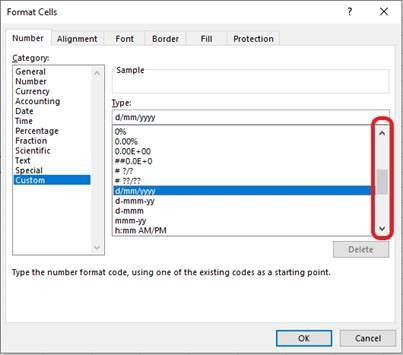 Format Cells
? ×
Number Alignment Font Border Fill Protection
Category:
General
Number
Currency
Accounting
Date
Time
Percentage
Fraction
Scientific
Text
Special
Custom
Sample
Type:
d/mm/yyyy
0%
0.00%
0.00E+00
##0.0E+0
# ?/?
# ??/??
d/mm/yyyy
d-mmm-yy
d-mmm
mmm-yy
h:mm AM/PM
Delete
Type the number format code, using one of the existing codes as a starting point.
OK Cancel